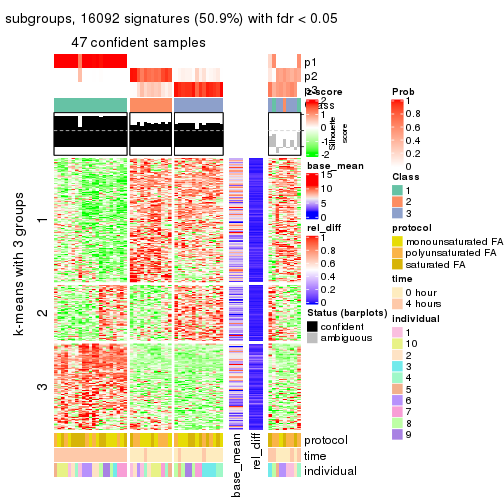 subgroups, 16092 signatures (50.9%) with fdr < 0.05
47 confident samples
p1
p2
p3
Class
Silhouette
score
k-means with 3 groups
1
2
3
protocol
time
individual
base_mean
rel_diff
z-score
2
1
0
-1
-2
base_mean
15
10
5
0
rel_diff
1
0.8
0.6
0.4
0.2
0
Status (barplots)
confident
ambiguous
Prob
1
0.8
0.6
0.4
0.2
0
Class
1
2
3
protocol
monounsaturated FA
polyunsaturated FA
saturated FA
time
0 hour
4 hours
individual
1
10
2
3
4
5
6
7
8
9